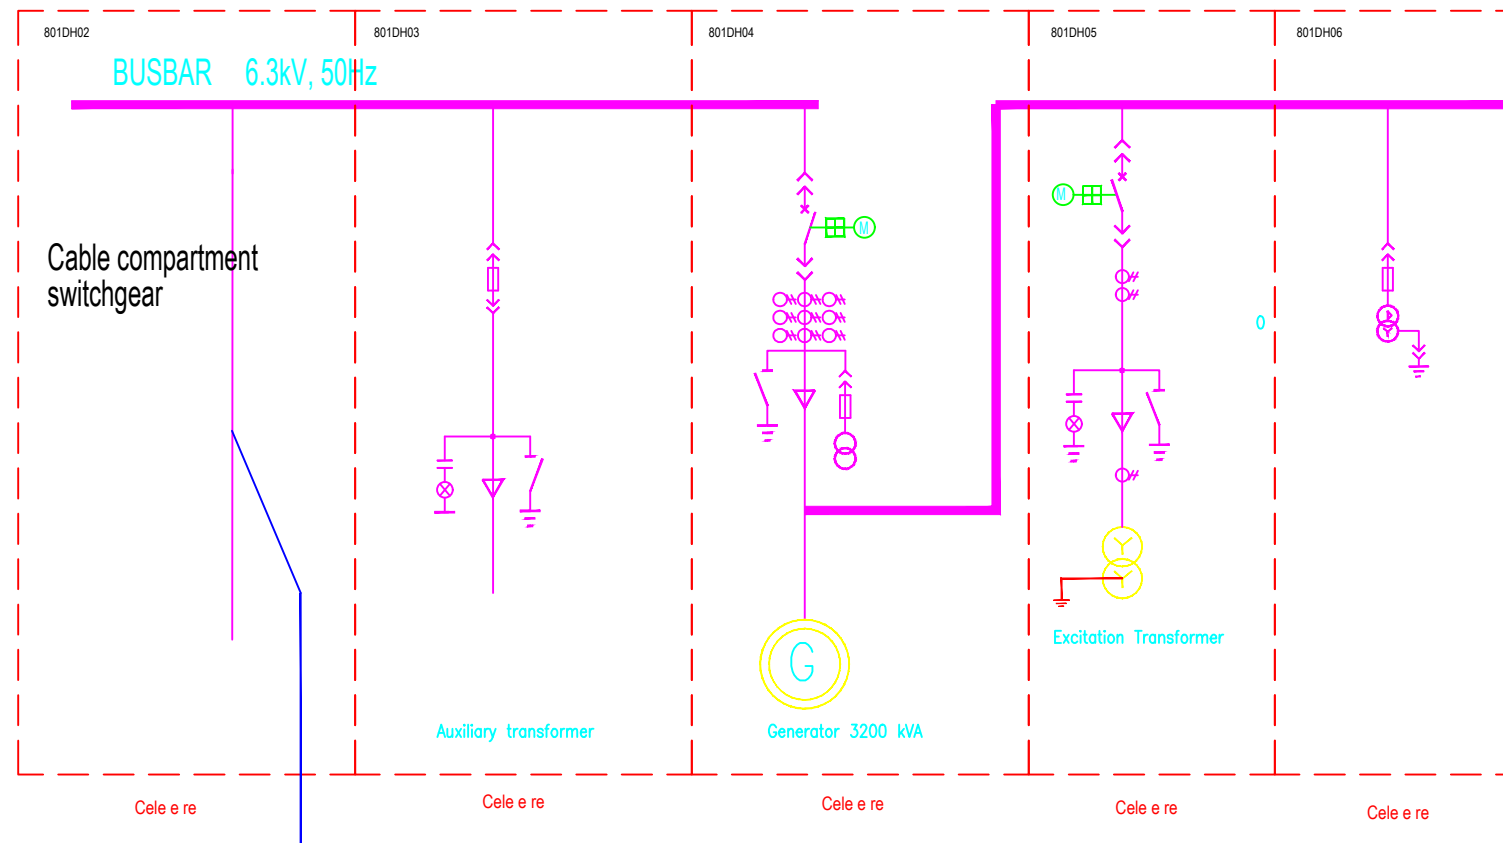 801DH02
801DH03
801DH04
801DH05
801DH06
BUSBAR 6.3kV, 50Hz
M
M
Cable compartment
switchgear
0
Y
Y
Y
G
Excitation Transformer
Auxiliary transformer
Generator 3200 kVA
Cele e re
Cele e re
Cele e re
Cele e re
Cele e re